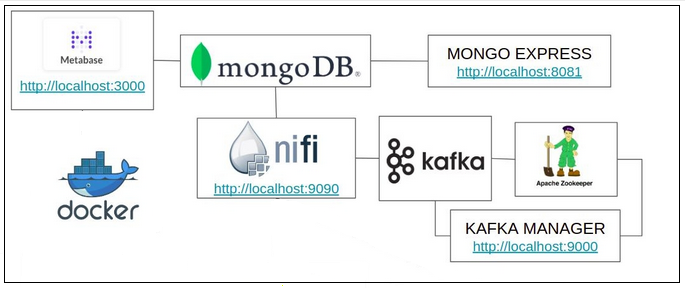 Metabase
http://localhost:3000
mongoDB®
MONGO EXPRESS
http://localhost:8081
nifi
http://localhost:9090
kafka
Apache Zookeeper
docker
KAFKA MANAGER
http://localhost:9000